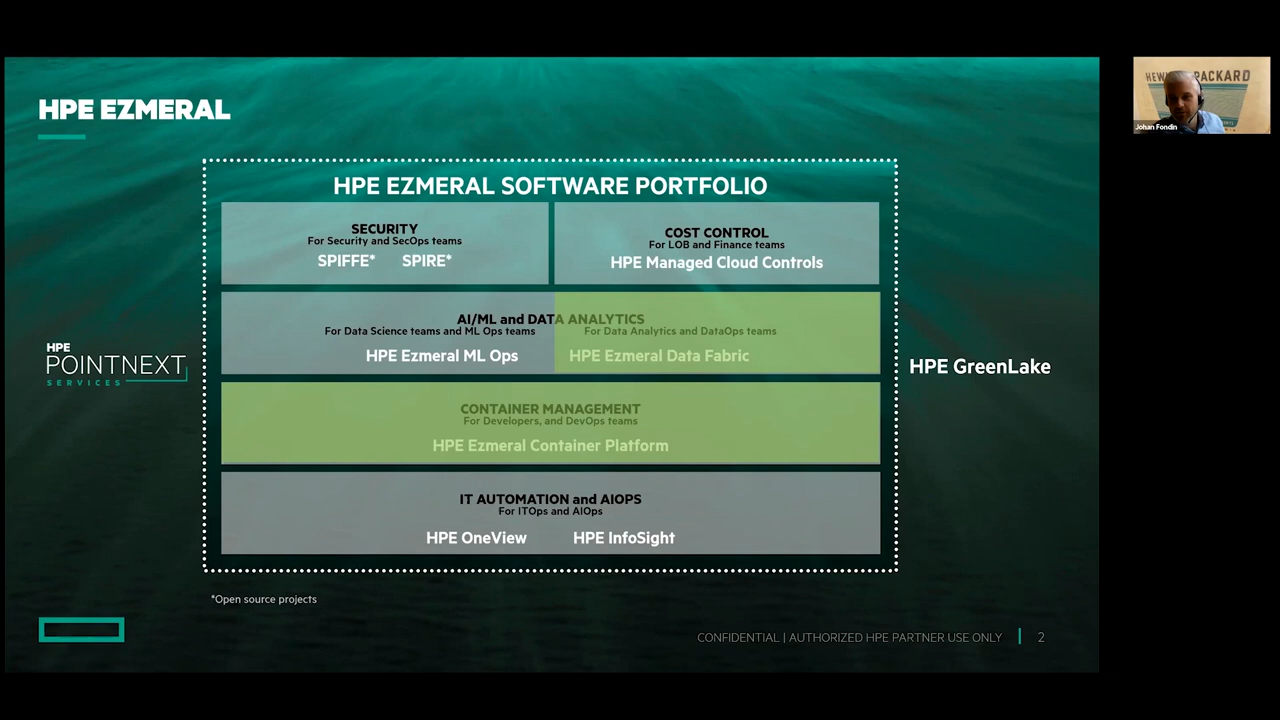 HPE EZMERAL
HPE EZMERAL SOFTWARE PORTFOLIO
SECURITY
For Security and SecOps teams
SPIFFE* SPIRE*
COST CONTROL
For LOB and Finance teams
HPE Managed Cloud Controls
AI/ML and DATA ANALYTICS
For Data Science teams and ML Ops teams
For Data Analytics and DataOps teams
HPE Ezmeral ML Ops
HPE Ezmeral Data Fabric
CONTAINER MANAGEMENT
For Developers, and DevOps teams
HPE Ezmeral Container Platform
IT AUTOMATION and AIOPS
For ITOps and AIOps
HPE OneView HPE InfoSight
HPE
POINTNEXT
SERVICES
HPE GreenLake
*Open source projects
CONFIDENTIAL | AUTHORIZED HPE PARTNER USE ONLY 2
PACKARD
Johan Fondin